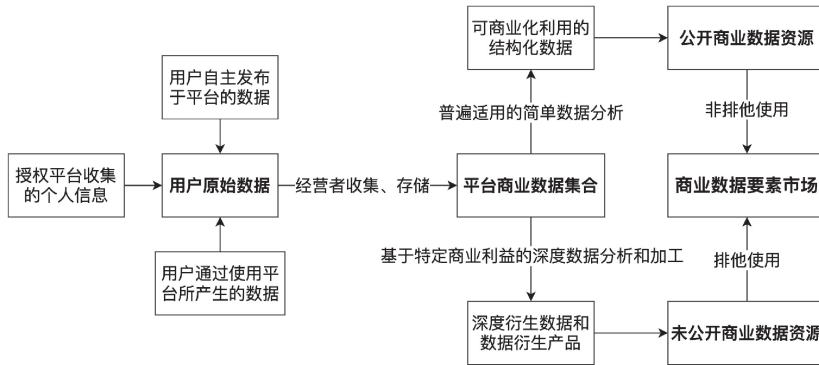 可商业化利用的
结构化数据
公开商业数据资源
用户自主发布
于平台的数据
普遍适用的简单数据分析
非排他使用
授权平台收集
的个人信息
用户原始数据
经营者收集、存储
平台商业数据集合
商业数据要素市场
用户通过使用平
台所产生的数据
基于特定商业利益的深度数据分析和加工
排他使用
深度衍生数据和
数据衍生产品
未公开商业数据资源